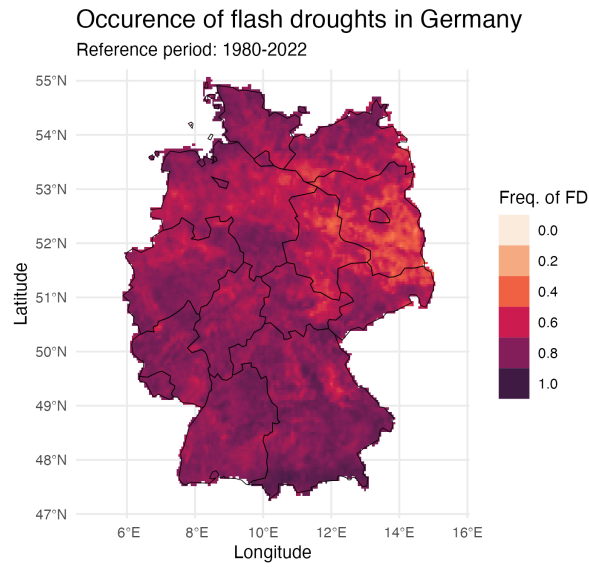 Occurence of flash droughts in Germany
Reference period: 1980-2022
55°N
54°N
53°N
52°N
51°N
50°N
49°N
48°N
47°N
Latitude
6°E
8°E
10°E
12°E
14°E
16°E
Longitude
Freq. of FD
0.0
0.2
0.4
0.6
0.8
1.0